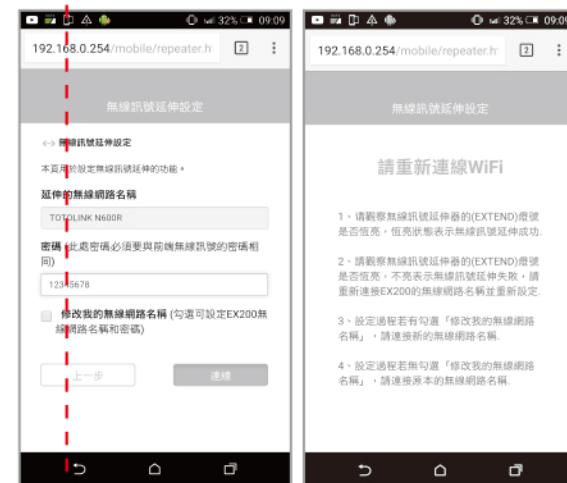 32% 09:09
192.168.0.254/mobile/repeater.h 2
無線訊號延伸設定
<-> 無線訊號延伸設定
本頁用於設定無線訊號延伸的功能。
延伸的無線網路名稱
TOTOLINK N600R
密碼 (此處密碼必須要與前端無線訊號的密碼相
同)
12345678
修改我的無線網路名稱 (勾選可設定EX200無
線網路名稱和密碼)
上一步 連線
32% 09:09
192.168.0.254/mobile/repeater.h 2
無線訊號延伸設定
請重新連線WiFi
1、请觀察無線訊號延伸器的(EXTEND)燈號
是否恆亮，恆亮狀態表示無線訊號延伸成功.
2、請觀察無線訊號延伸器的(EXTEND)燈號
是否恆亮，不亮表示無線訊號延伸失敗，請
重新連接EX200的無線網路名稱並重新設定.
3、設定過程若有勾選「修改我的無線網路
名稱」，請連接新的無線網路名稱.
4、設定過程若無勾選「修改我的無線網路
名稱」，請連接原本的無線網路名稱.